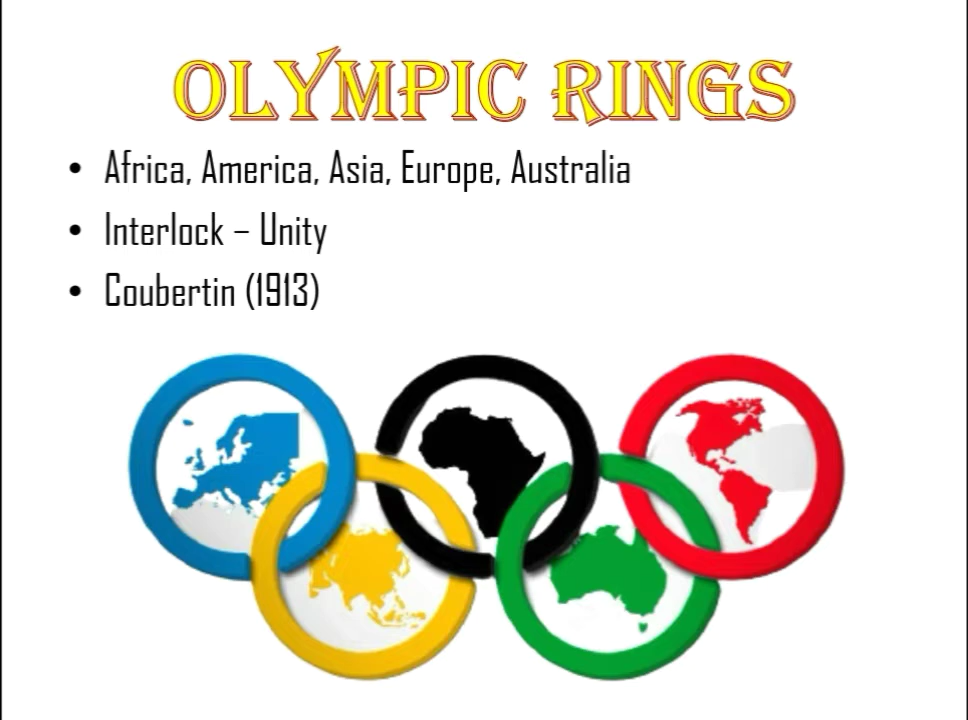 OLYMPIC RINGS
• Africa, America, Asia, Europe, Australia
• Interlock – Unity
• Coubertin (1913)